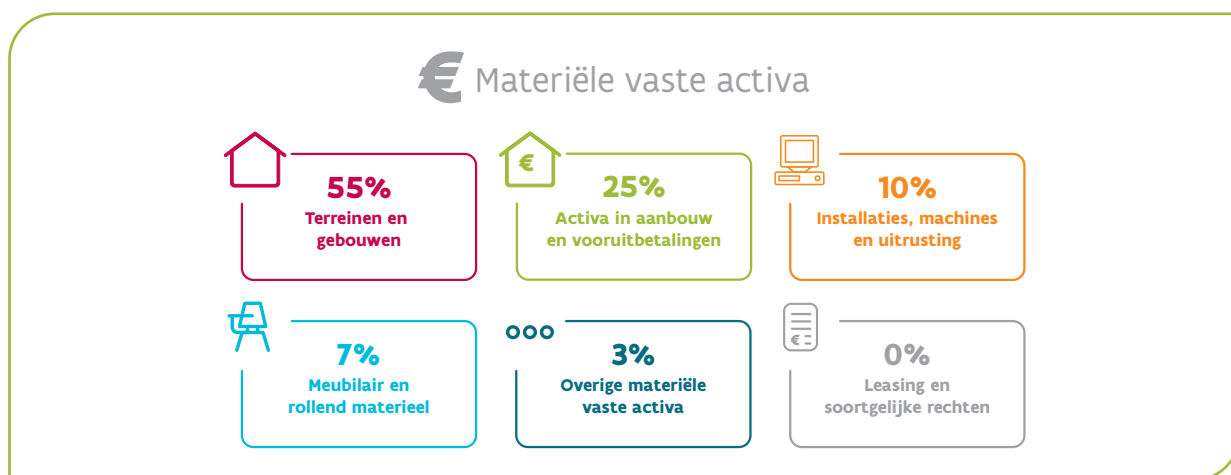 € Materiële vaste activa
55%
Terreinen en
gebouwen
€
25%
Activa in aanbouw
en vooruitbetalingen
10%
Installaties, machines
en uitrusting
7%
Meubilair en
rollend materieel
3%
Overige materiële
vaste activa
€
0%
Leasing en
soortgelijke rechten